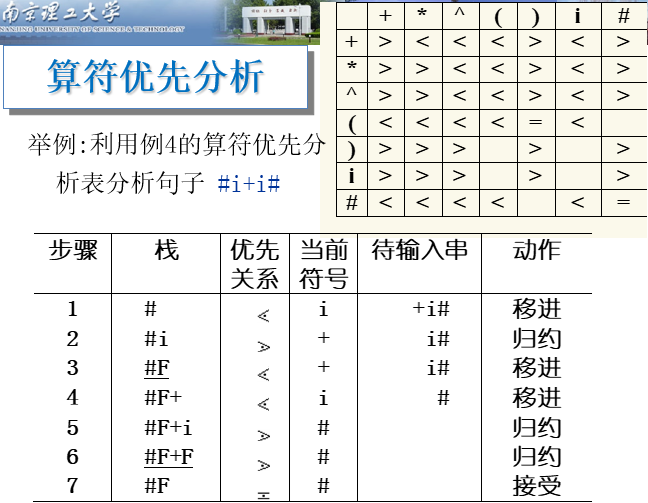 南京理工大学
NANJING UNIVERSITY OF SCIENCE & TECHNOLOGY
算符优先分析
举例:利用例4的算符优先分
析表分析句子 #i+i#
+ * ^ ( ) i #
+ > < < < > < >
* > > < < > < >
^ > > < < > < >
( < < < < = <
) > > > > >
i > > > > >
# < < < < < =
步骤 栈 优先关系 当前符号 待输入串 动作
1 # ⋖ i +i# 移进
2 #i ⋗ + i# 归约
3 #F ⋖ + i# 移进
4 #F+ ⋖ i # 移进
5 #F+i ⋗ # 归约
6 #F+F ⋗ # 归约
7 #F ≖ # 接受